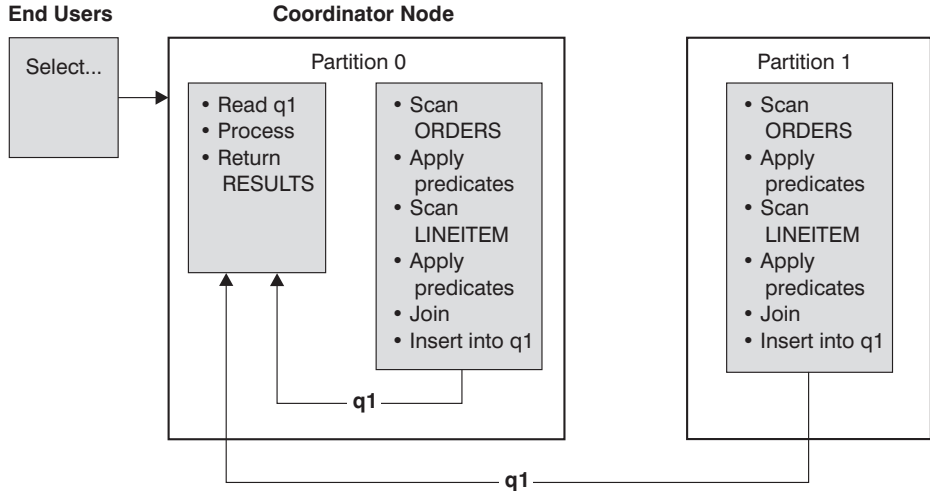 End Users
Coordinator Node
Select...
Partition 0
• Read q1
• Process
• Return
RESULTS
• Scan
ORDERS
• Apply
predicates
• Scan
LINEITEM
• Apply
predicates
• Join
• Insert into q1
Partition 1
• Scan
ORDERS
• Apply
predicates
• Scan
LINEITEM
• Apply
predicates
• Join
• Insert into q1
q1
q1